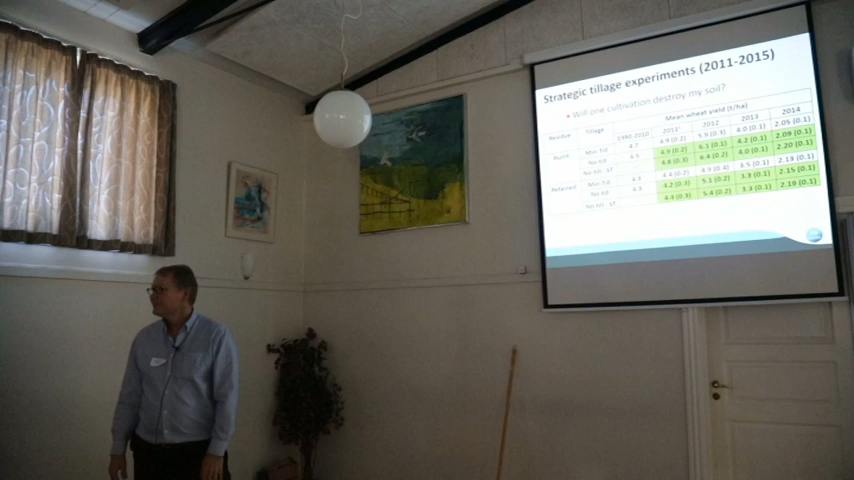 Strategic tillage experiments (2011-2015)
Will one cultivation destroy my soil?
Mean wheat yield (t/ha)
Residue Tillage 1980-2010 2011 2012 2013 2014
Burnt Min Till 4.7 4.9 (0.2) 5.9 (0.3) 4.0 (0.1) 2.05 (0.1)
No till 4.5 4.9 (0.2) 6.1 (0.1) 4.2 (0.1) 2.09 (0.1)
No till - ST 4.8 (0.3) 6.4 (0.2) 4.0 (0.1) 2.20 (0.1)
Retained Min Till 4.3 4.4 (0.2) 4.9 (0.4) 3.5 (0.1) 2.13 (0.1)
No till 4.3 4.2 (0.3) 5.1 (0.2) 3.3 (0.1) 2.15 (0.1)
No till - ST 4.4 (0.3) 5.4 (0.2) 3.3 (0.1) 2.19 (0.1)